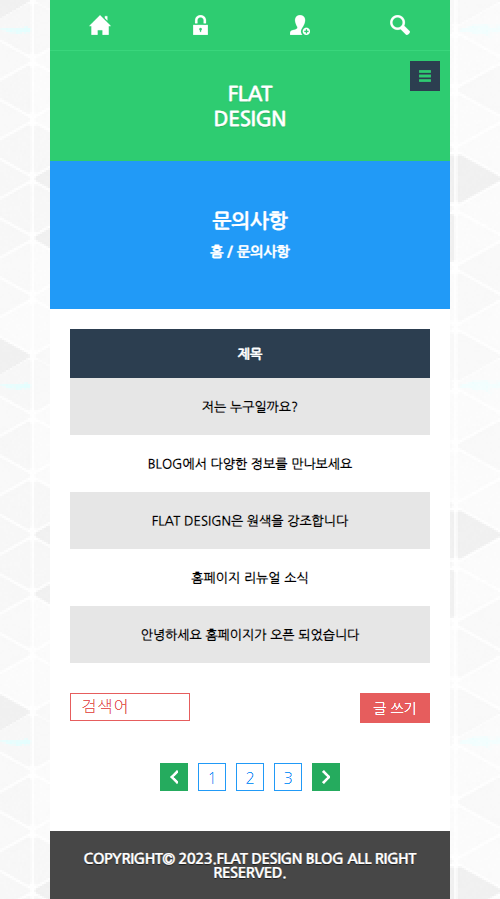 FLAT
DESIGN
문의사항
홈 / 문의사항
제목
저는 누구일까요?
BLOG에서 다양한 정보를 만나보세요
FLAT DESIGN은 원색을 강조합니다
홈페이지 리뉴얼 소식
안녕하세요 홈페이지가 오픈 되었습니다
검색어
글 쓰기
1 2 3
COPYRIGHT© 2023.FLAT DESIGN BLOG ALL RIGHT
RESERVED.